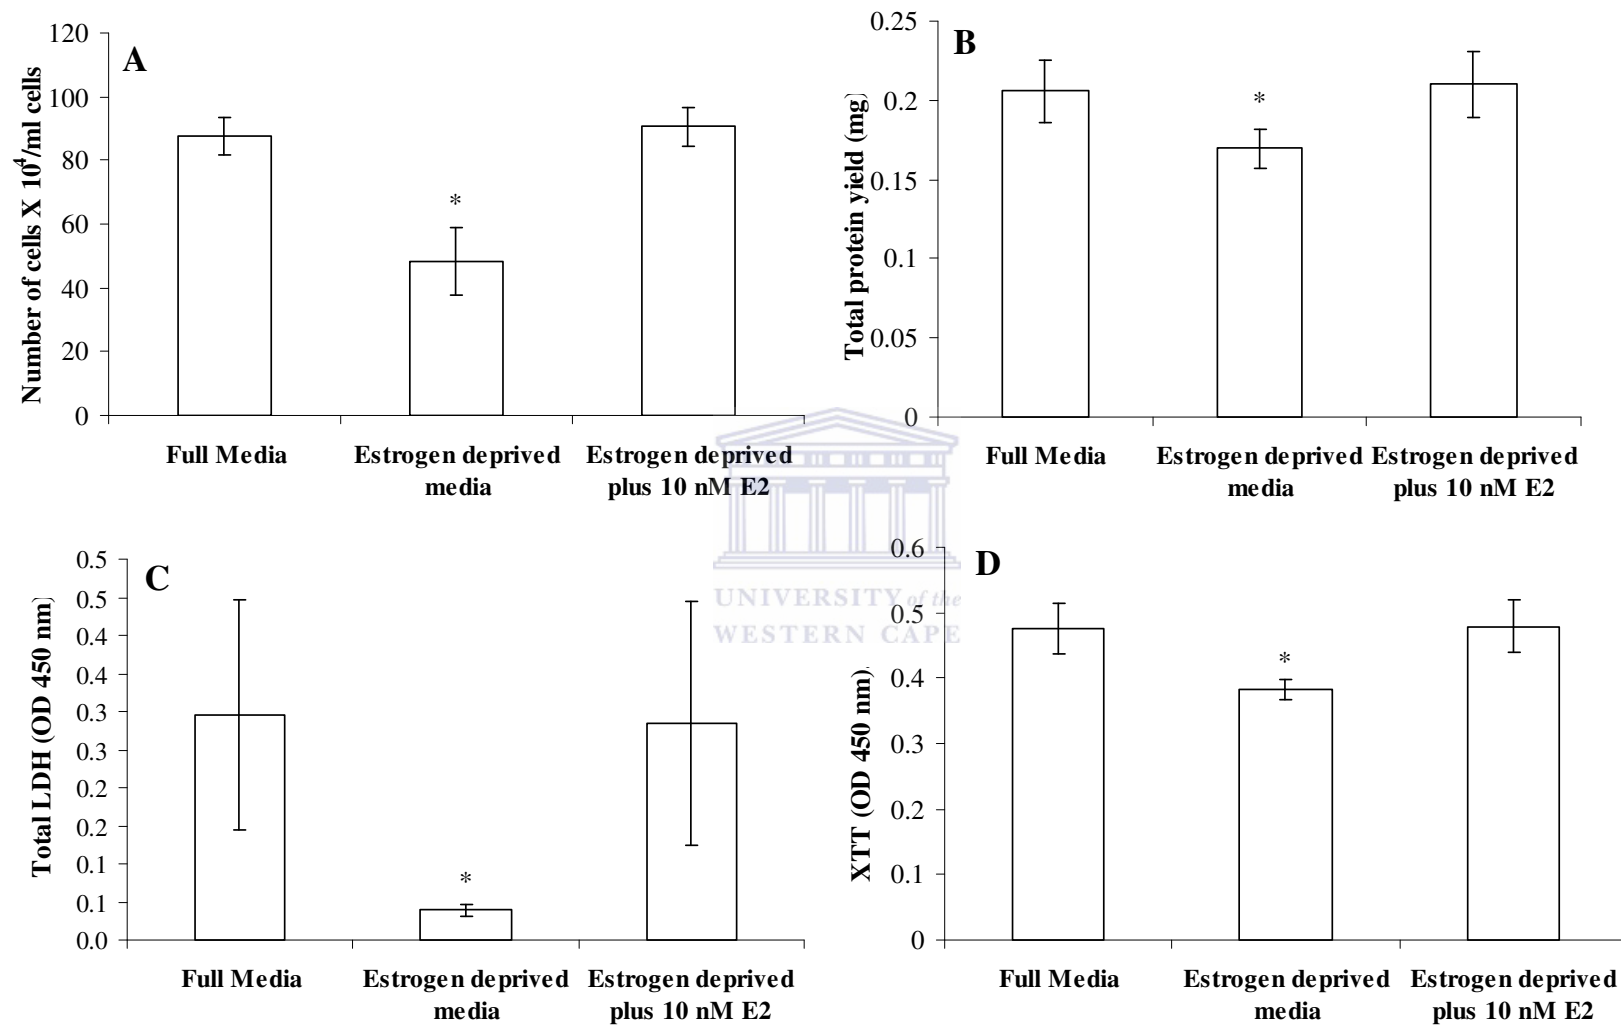 A
Number of cells X 10⁴/ml cells
120
100
80
60
40
20
0
*
Full Media
Estrogen deprived
media
Estrogen deprived
plus 10 nM E2
B
Total protein yield (mg)
0.25
0.2
0.15
0.1
0.05
0
*
Full Media
Estrogen deprived
media
Estrogen deprived
plus 10 nM E2
UNIVERSITY of the
WESTERN CAPE
C
Total LDH (OD 450 nm)
0.5
0.5
0.4
0.4
0.3
0.3
0.2
0.2
0.1
0.1
0.0
*
Full Media
Estrogen deprived
media
Estrogen deprived
plus 10 nM E2
D
XTT (OD 450 nm)
0.6
0.5
0.4
0.3
0.2
0.1
0
*
Full Media
Estrogen deprived
media
Estrogen deprived
plus 10 nM E2